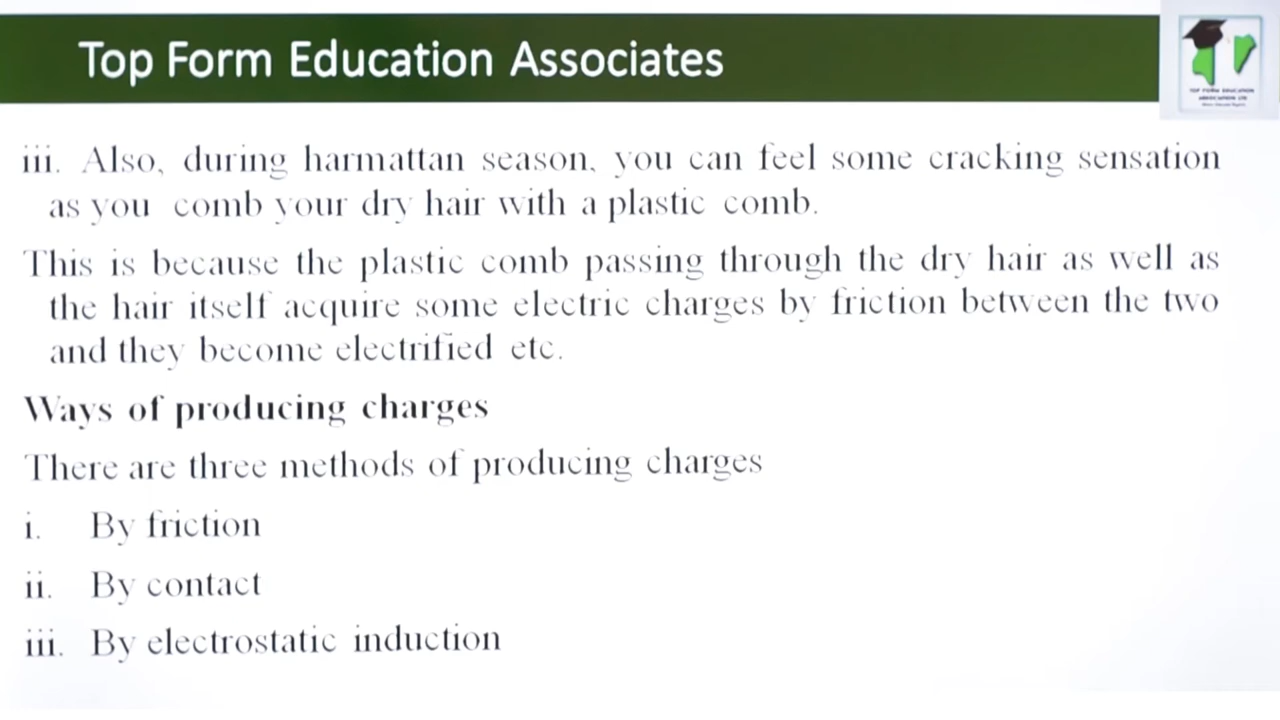 Top Form Education Associates
iii. Also, during harmattan season, you can feel some cracking sensation
as you comb your dry hair with a plastic comb.
This is because the plastic comb passing through the dry hair as well as
the hair itself acquire some electric charges by friction between the two
and they become electrified etc.
Ways of producing charges
There are three methods of producing charges
i. By friction
ii. By contact
iii. By electrostatic induction
TOP FORM EDUCATION